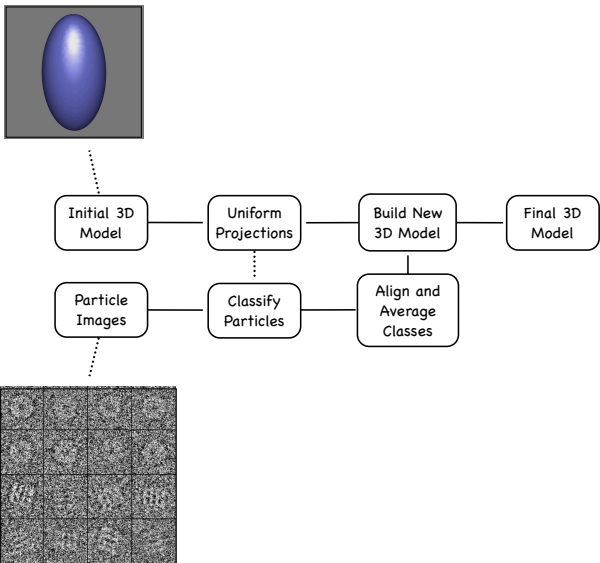 Initial 3D
Model
Uniform
Projections
Build New
3D Model
Final 3D
Model
Particle
Images
Classify
Particles
Align and
Average
Classes